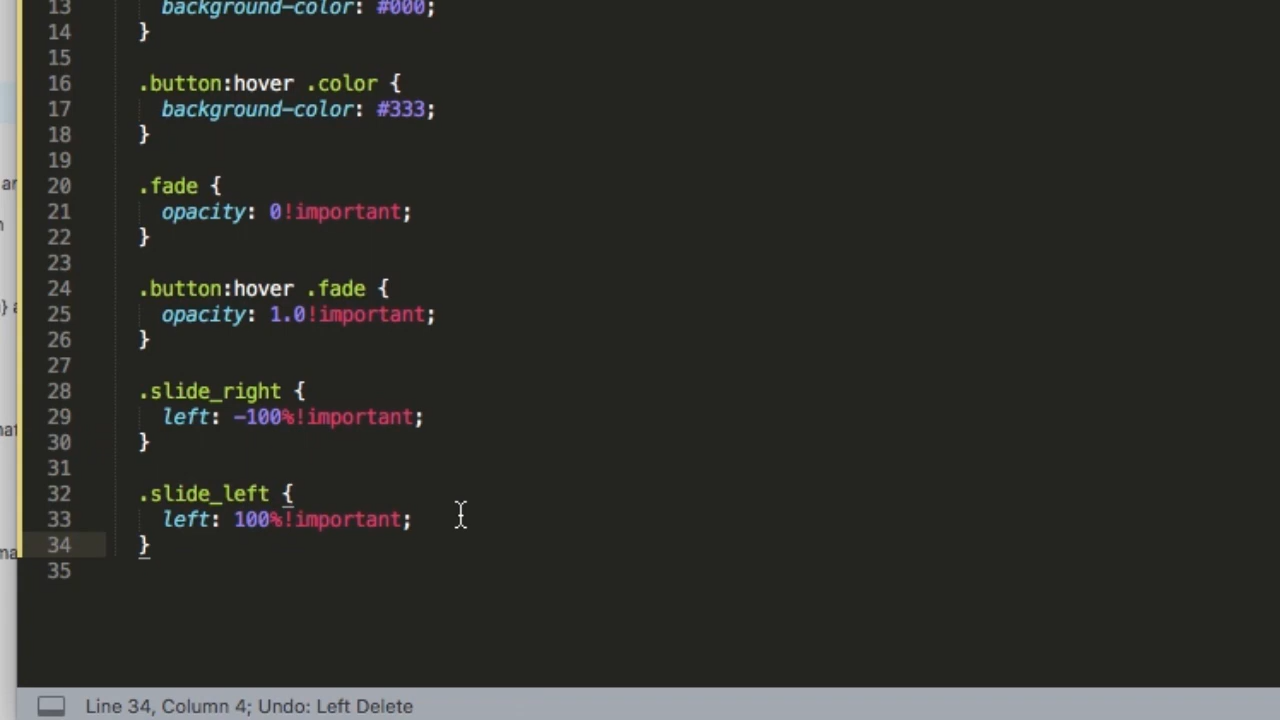 13 background-color: #000;
14 }
15
16 .button:hover .color {
17 background-color: #333;
18 }
19
20 .fade {
21 opacity: 0!important;
22 }
23
24 .button:hover .fade {
25 opacity: 1.0!important;
26 }
27
28 .slide_right {
29 left: -100%!important;
30 }
31
32 .slide_left {
33 left: 100%!important;
34 }
35
Line 34, Column 4; Undo: Left Delete